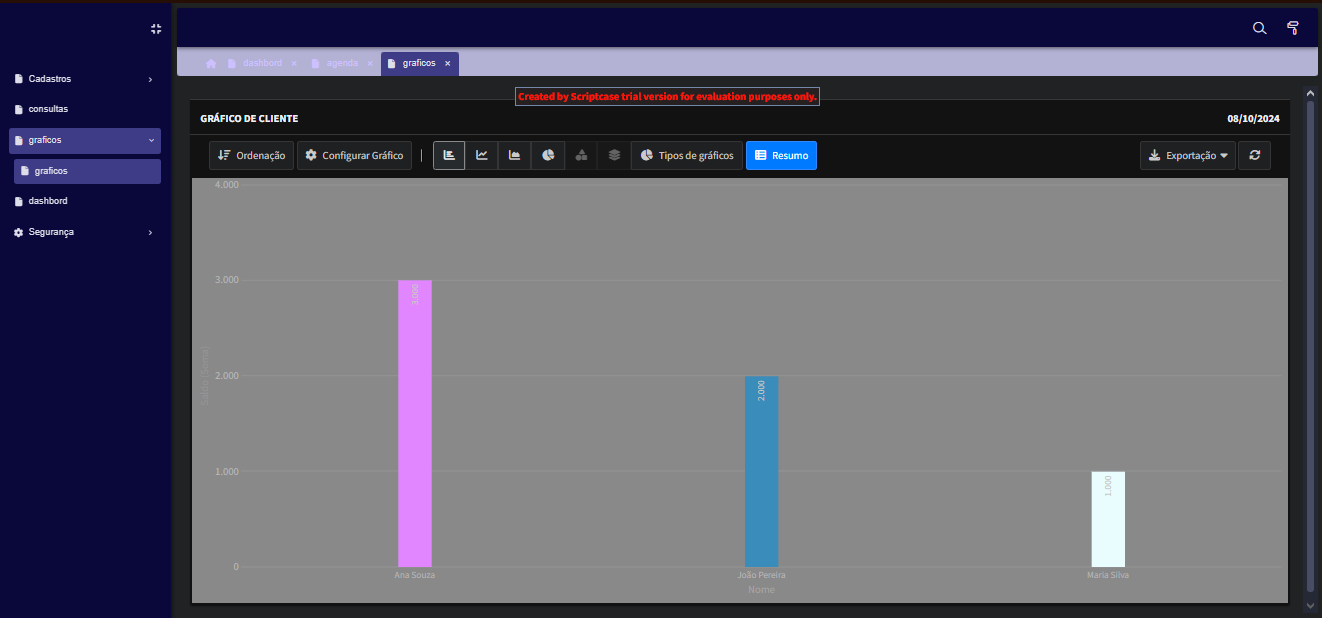 Cadastros
consultas
graficos
graficos
dashbord
Segurança
dashbord × agenda × graficos ×
Created by Scriptcase trial version for evaluation purposes only.
GRÁFICO DE CLIENTE 08/10/2024
Ordenação Configurar Gráfico | Tipos de gráficos Resumo Exportação
4.000
3.000
2.000
1.000
0
Saldo (Soma)
3.000
2.000
1.000
Ana Souza João Pereira Maria Silva
Nome